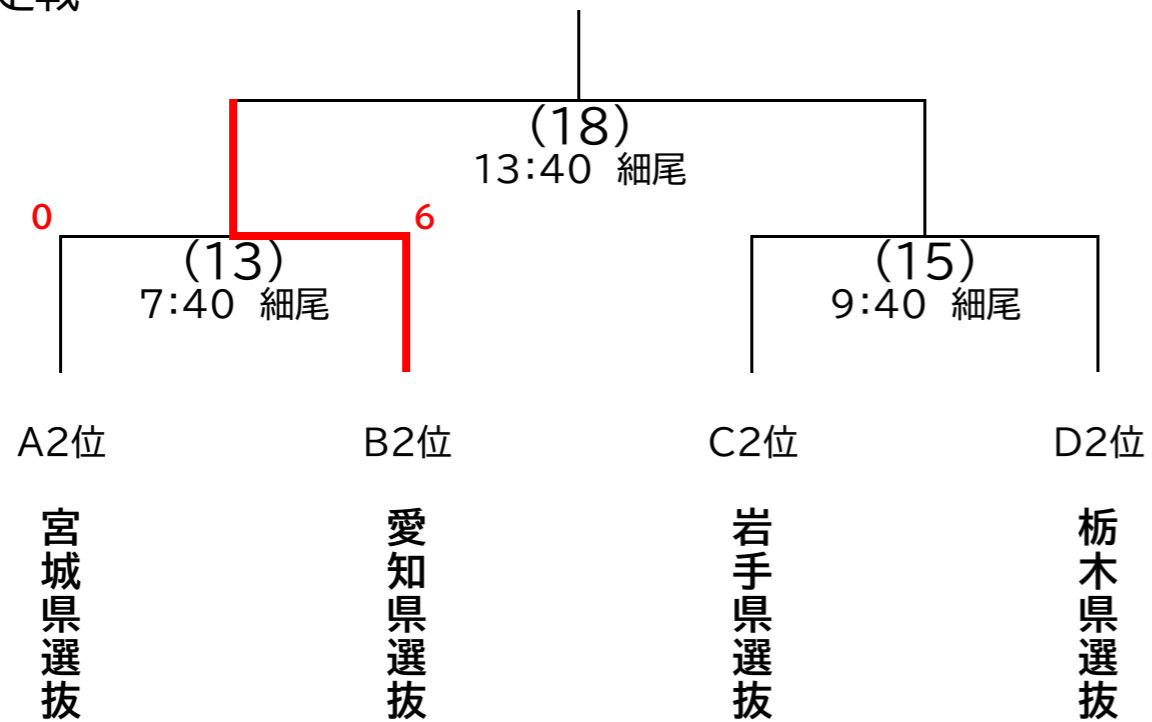 (18)
13:40 細尾
0
6
(13)
7:40 細尾
(15)
9:40 細尾
A2位
B2位
C2位
D2位
宮城県選抜
愛知県選抜
岩手県選抜
栃木県選抜